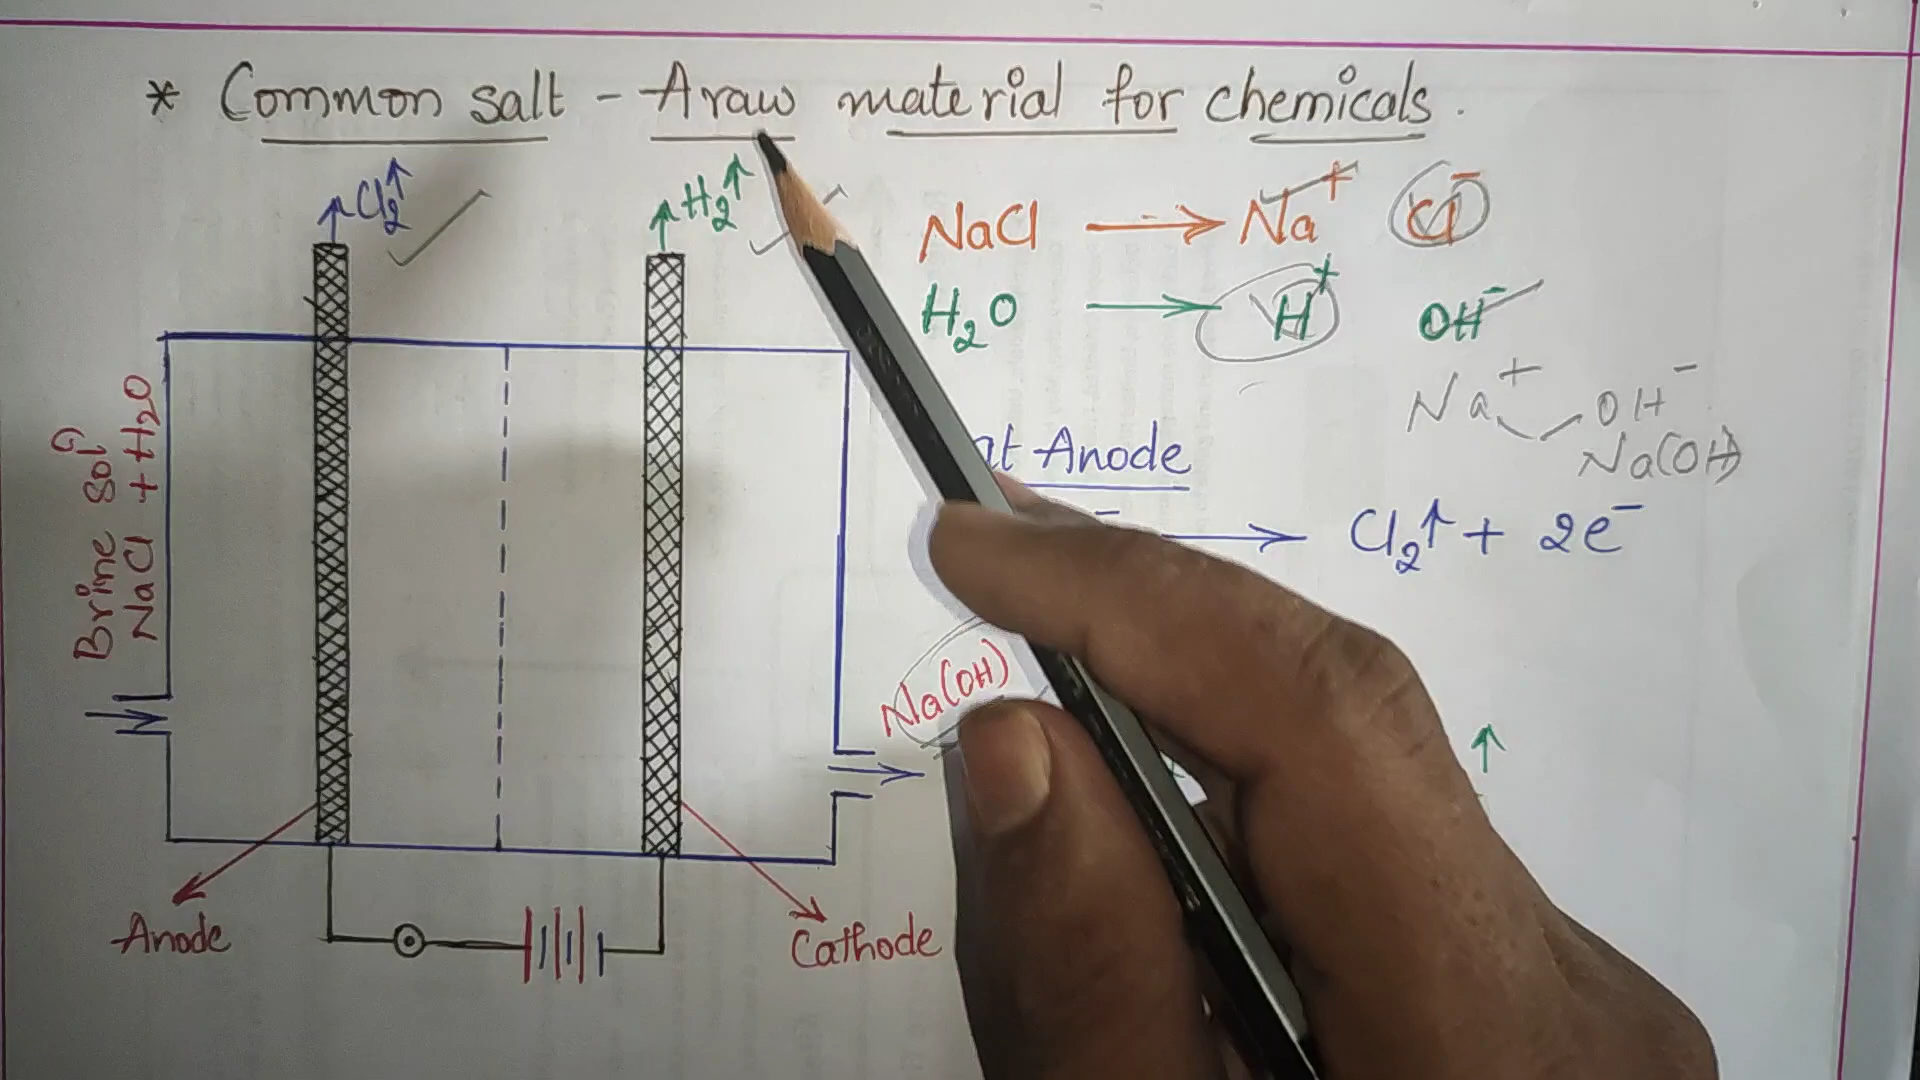 * Common salt - A raw material for chemicals.
Cl₂↑
H₂↑
NaCl → Na⁺ Cl⁻
H₂O → H⁺ OH⁻
Na⁺ OH⁻
Na(OH)
Brine Solⁿ
NaCl + H₂O
at Anode
→ Cl₂↑ + 2e⁻
Na(OH)
Anode
Cathode